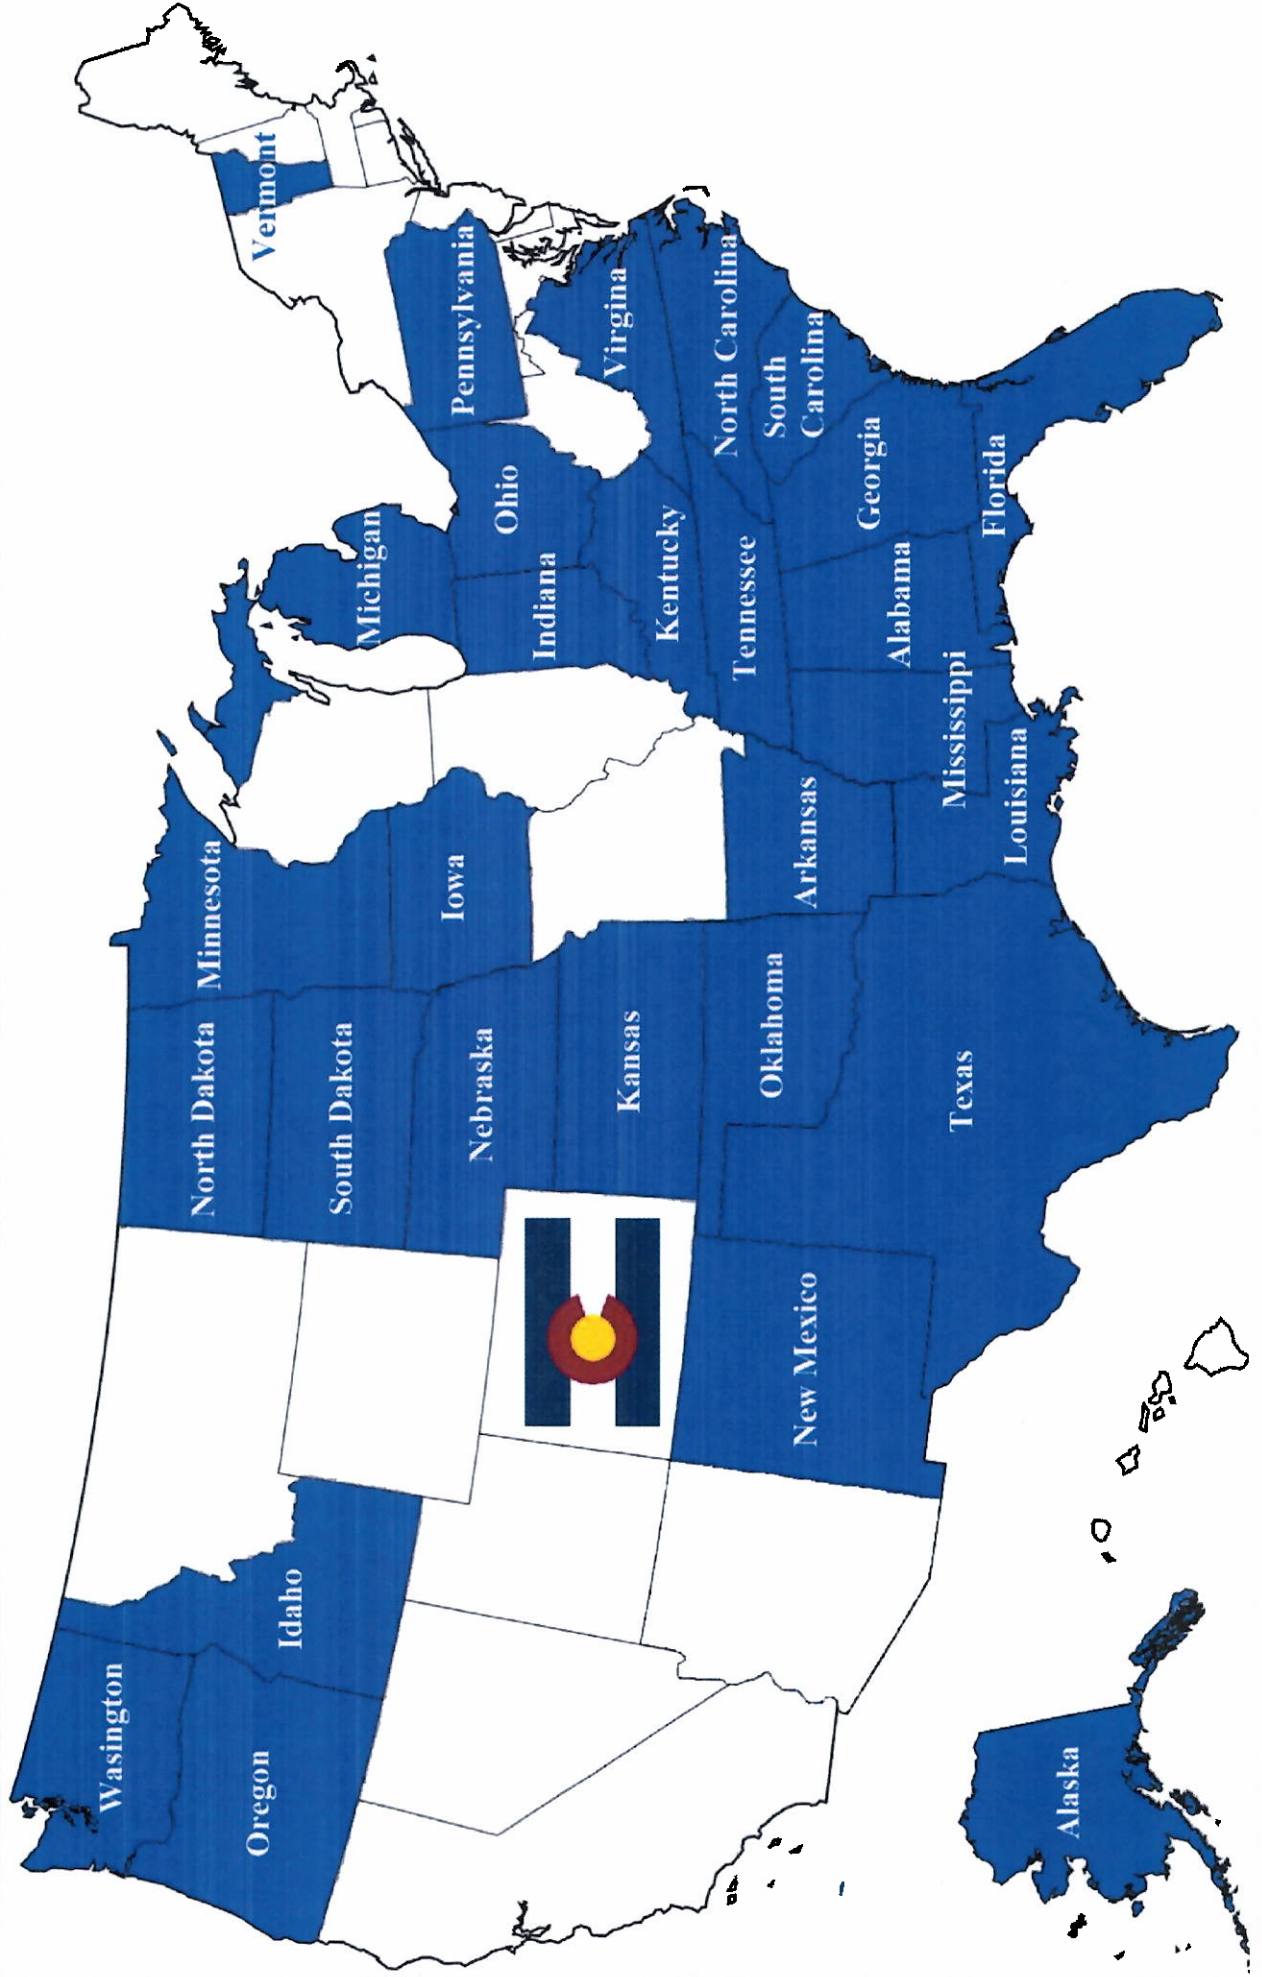 Wasington
Oregon
Idaho
North Dakota
South Dakota
Nebraska
Kansas
Oklahoma
Texas
New Mexico
Minnesota
Iowa
Arkansas
Louisiana
Mississippi
Alabama
Tennessee
Kentucky
Indiana
Michigan
Ohio
Pennsylvania
Vermont
Virgina
North Carolina
South
Carolina
Georgia
Florida
Alaska